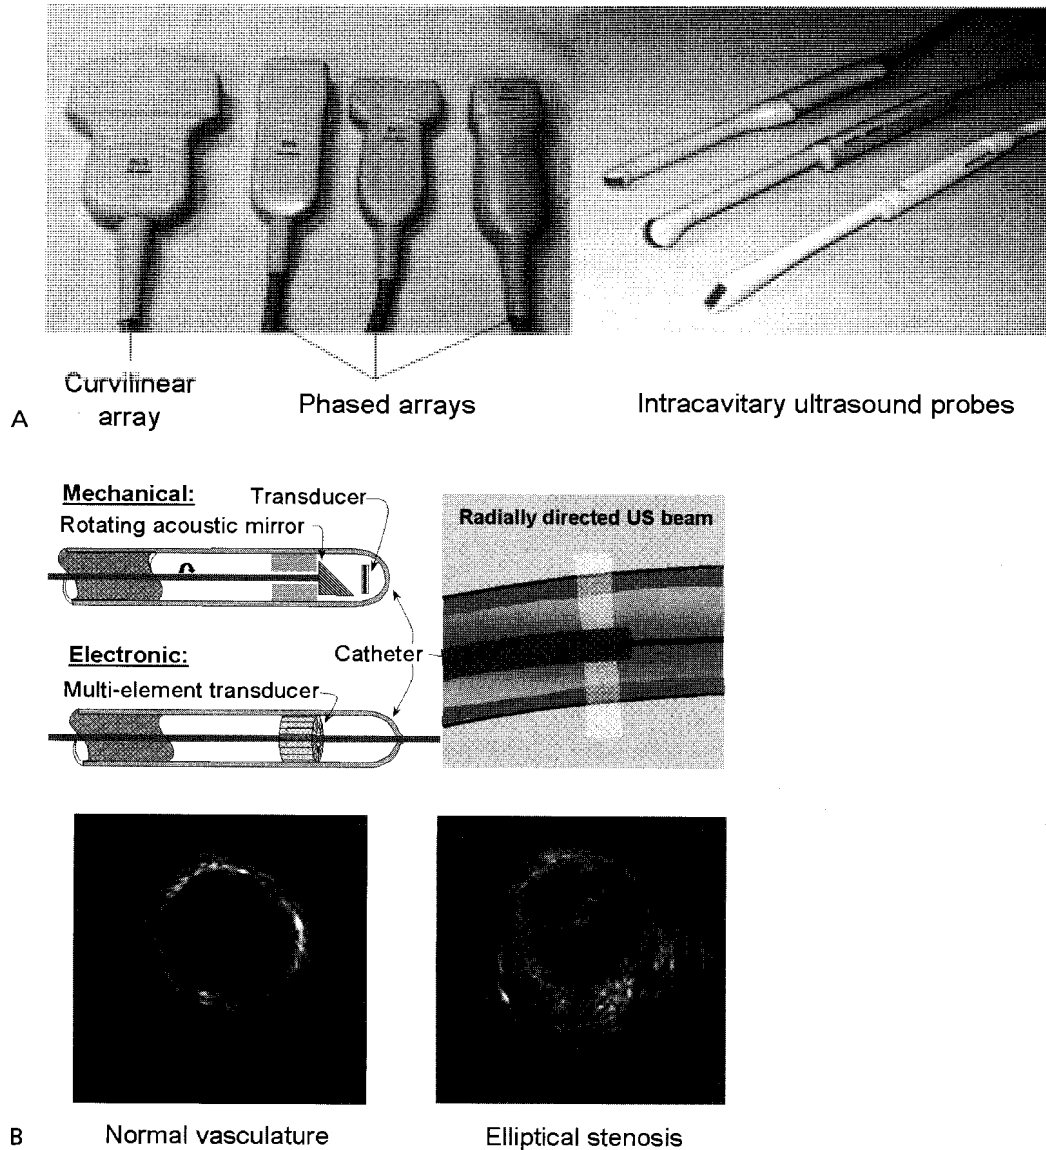 Curvilinear
array
Phased arrays
Intracavitary ultrasound probes
A
Mechanical:
Transducer
Rotating acoustic mirror
Radially directed US beam
Electronic:
Catheter
Multi-element transducer
B
Normal vasculature
Elliptical stenosis